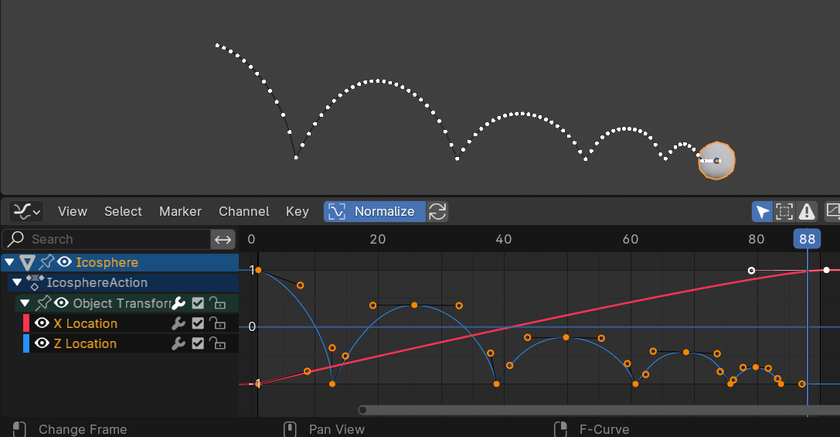 View Select Marker Channel Key Normalize
Search 0 20 40 60 80 88
Icosphere
IcosphereAction
Object Transfor
X Location
Z Location
1
0
-1
Change Frame Pan View F-Curve